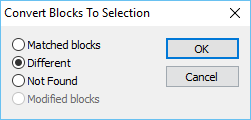 Convert Blocks To Selection
Matched blocks
OK
Different
Cancel
Not Found
Modified blocks